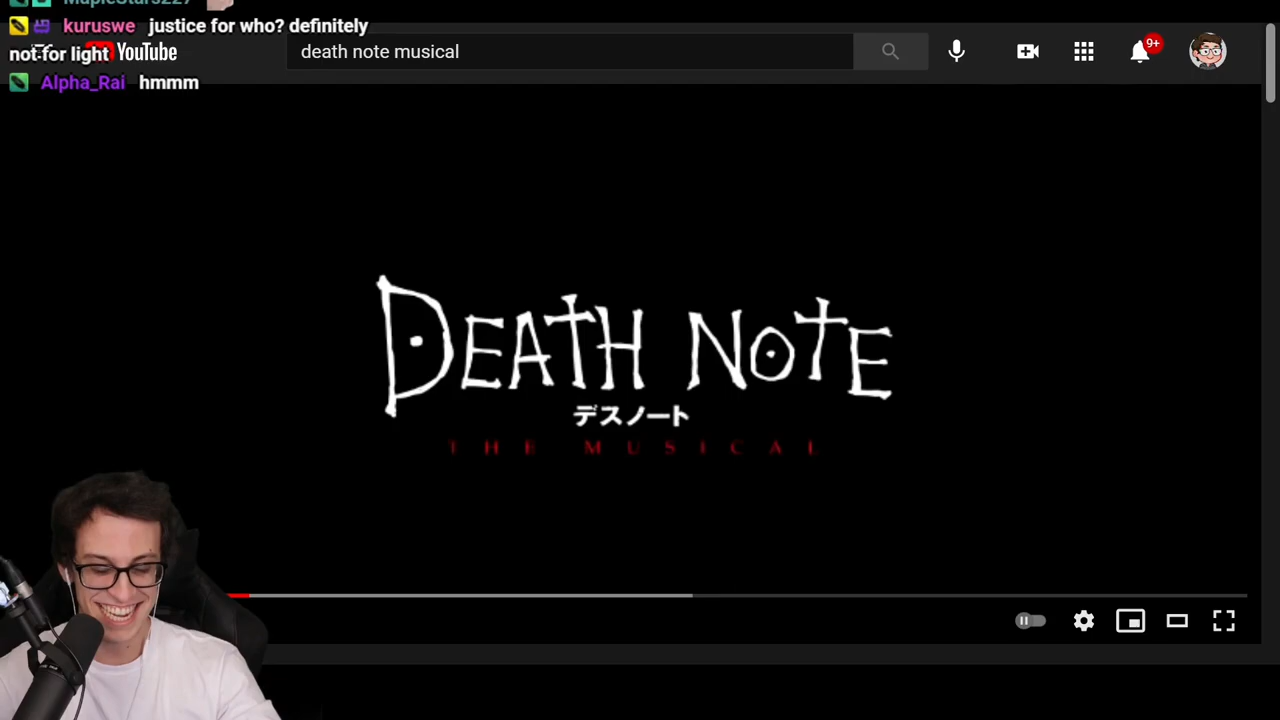 MapleStars227
kuruswe justice for who? definitely
not for light
YouTube
death note musical
9+
Alpha_Rai hmmm
DEATH NOTE
デスノート
THE MUSICAL